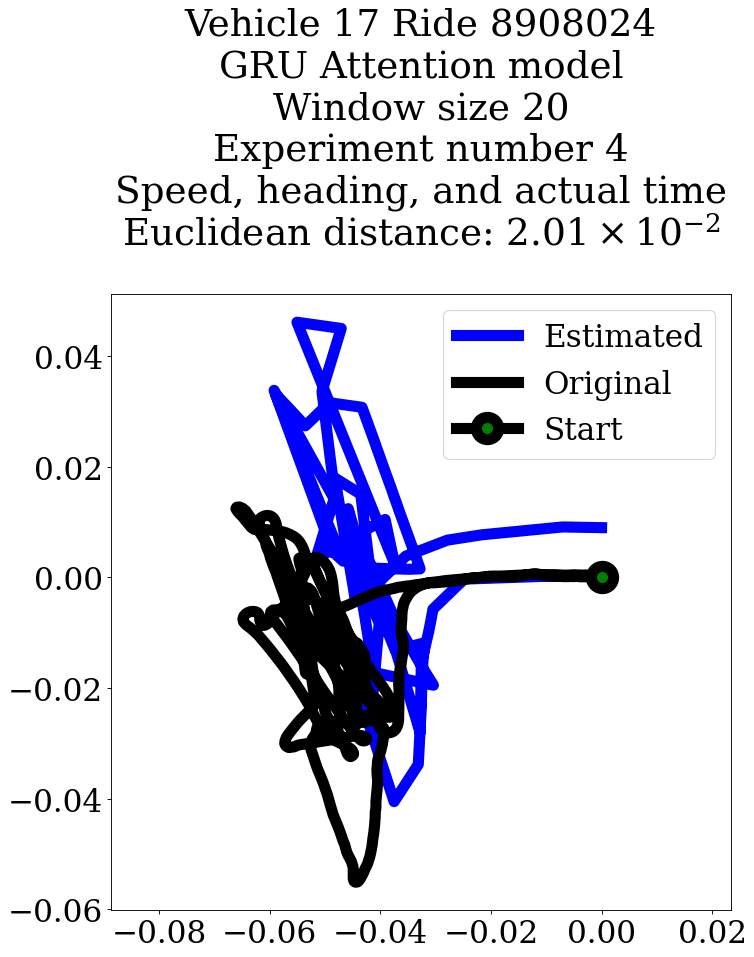 Vehicle 17 Ride 8908024
GRU Attention model
Window size 20
Experiment number 4
Speed, heading, and actual time
Euclidean distance: 2.01 × 10⁻²
Estimated
Original
Start
0.04
0.02
0.00
−0.02
−0.04
−0.06
−0.08 −0.06 −0.04 −0.02 0.00 0.02